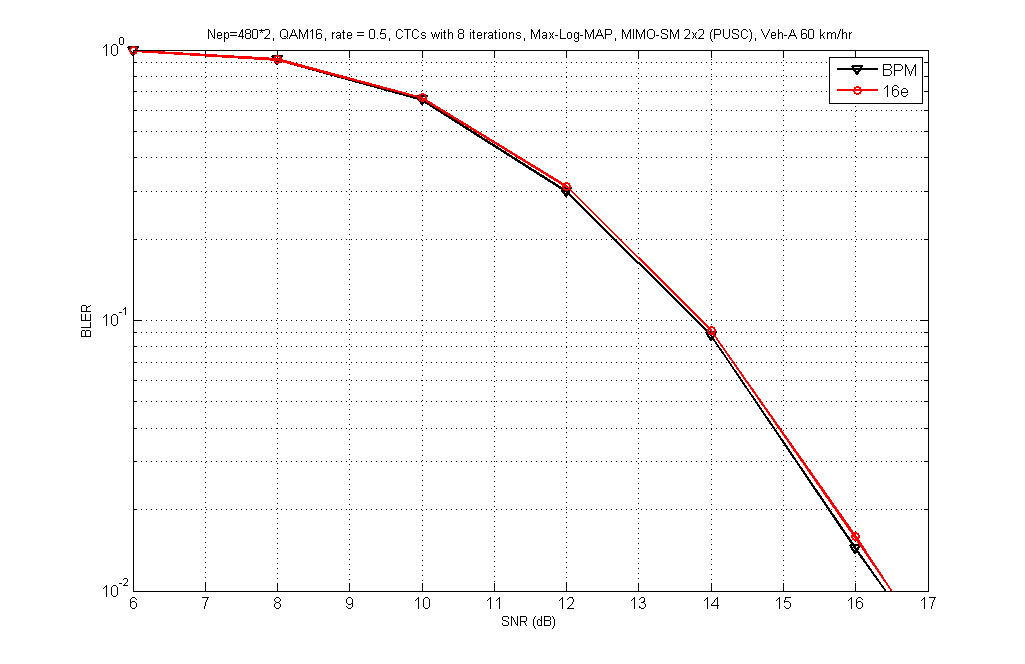 Nep=480*2, QAM16, rate = 0.5, CTCs with 8 iterations, Max-Log-MAP, MIMO-SM 2x2 (PUSC), Veh-A 60 km/hr
BPM
16e
10^0
10^-1
10^-2
BLER
6 7 8 9 10 11 12 13 14 15 16 17
SNR (dB)